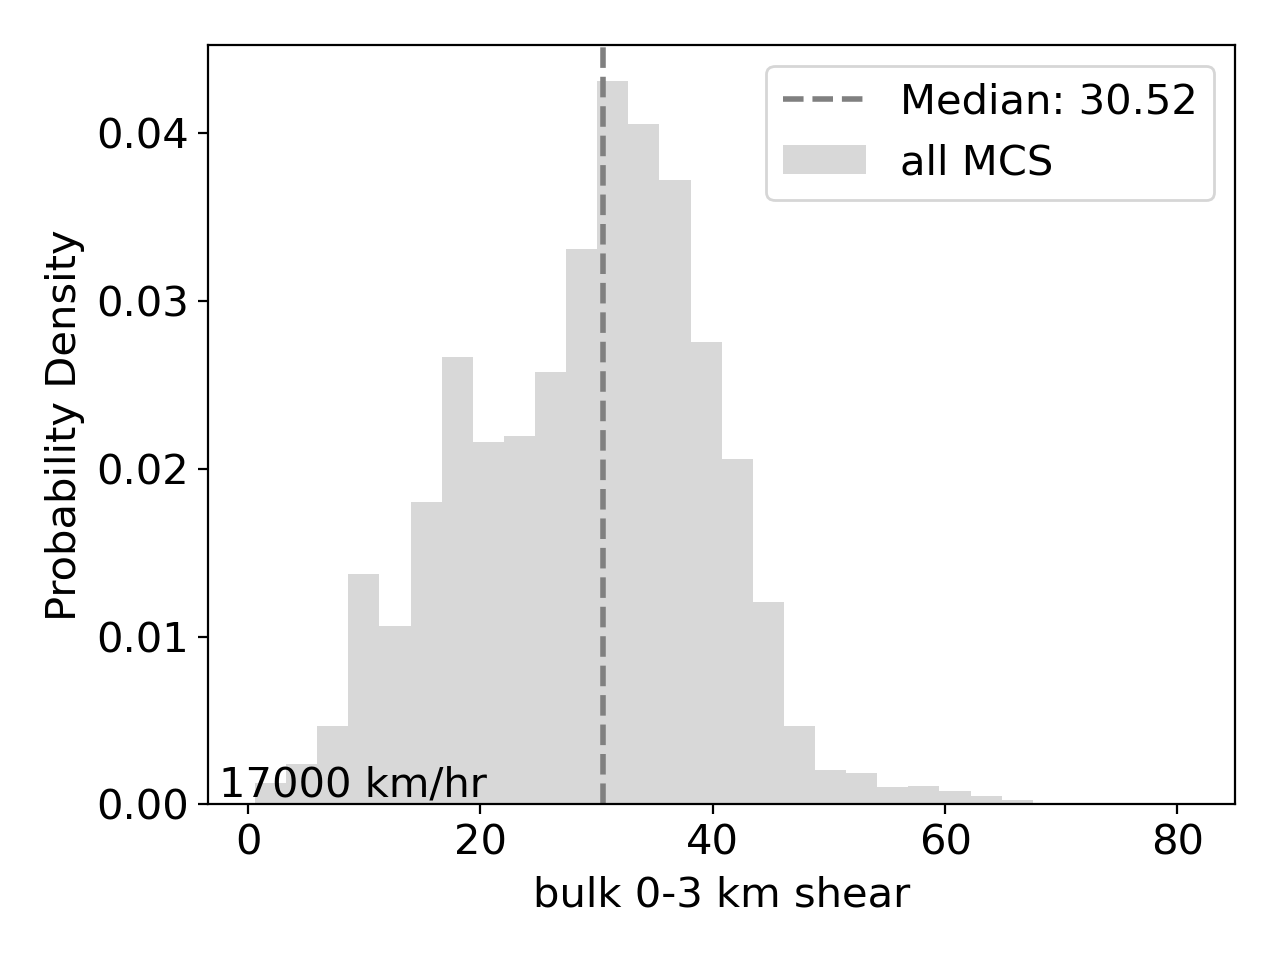 Median: 30.52
all MCS
Probability Density
0.04
0.03
0.02
0.01
0.00
17000 km/hr
0 20 40 60 80
bulk 0-3 km shear